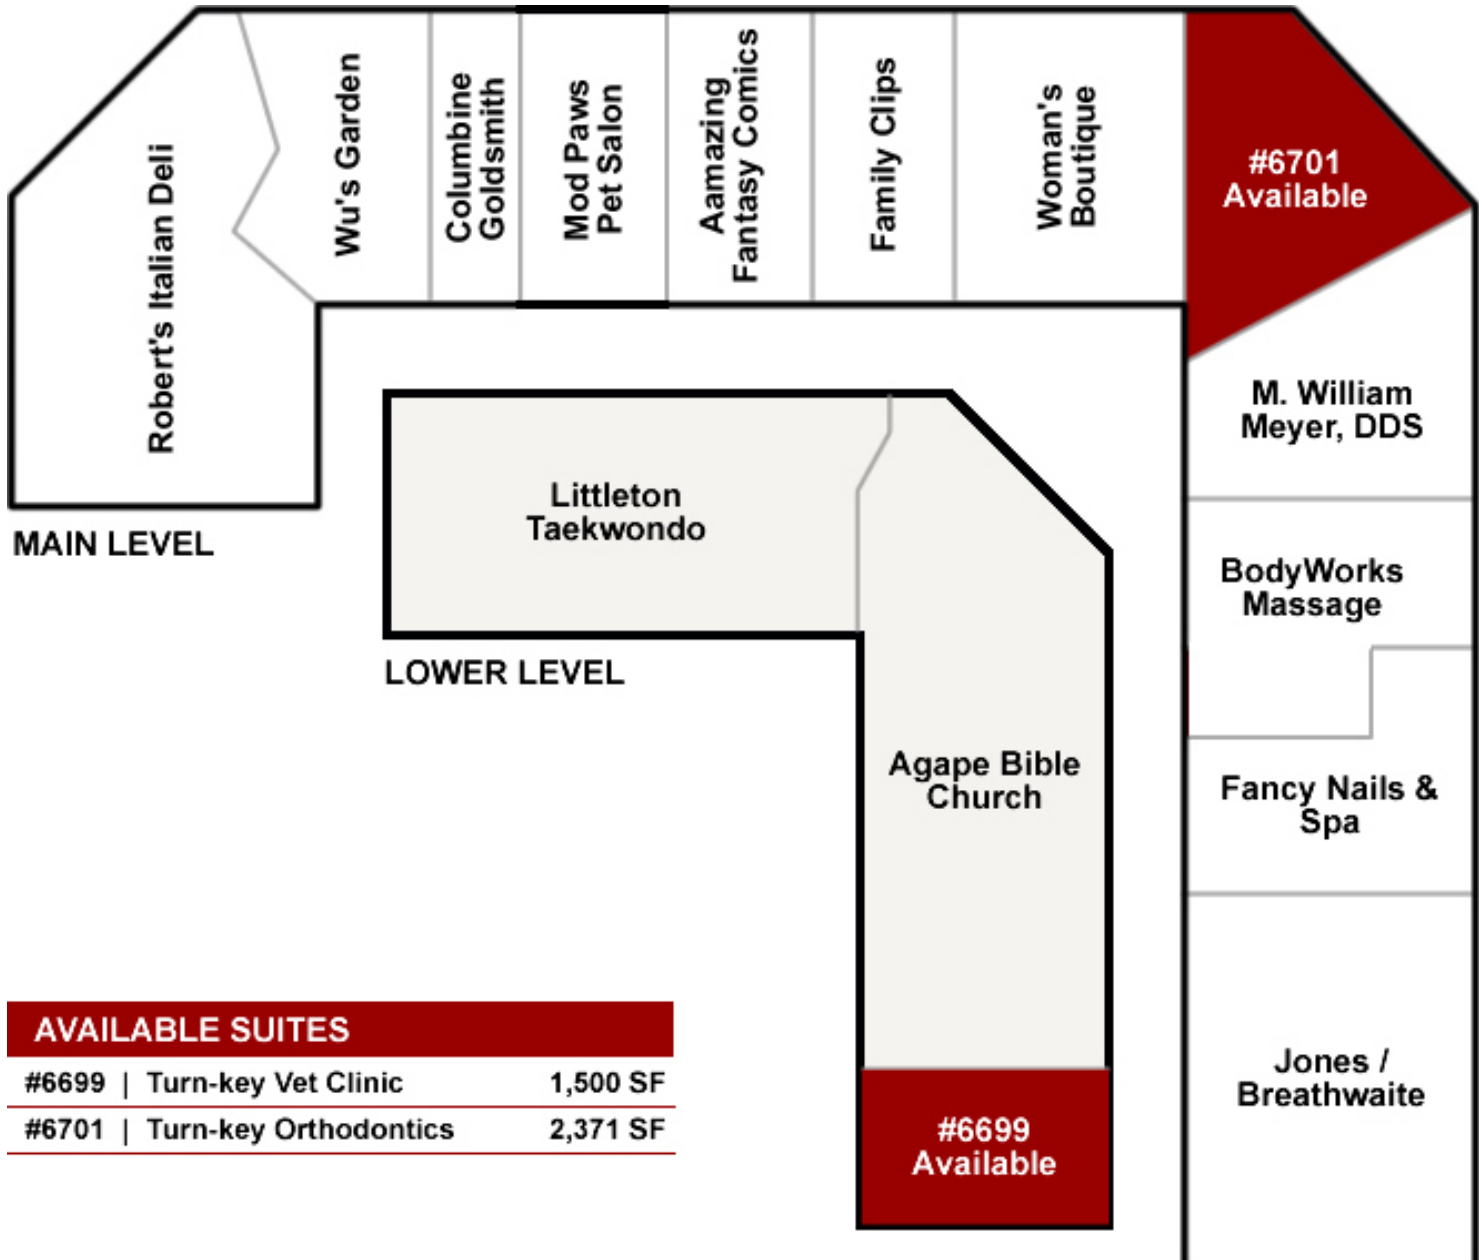 Robert's Italian Deli
Wu's Garden
Columbine
Goldsmith
Mod Paws
Pet Salon
Aamazing
Fantasy Comics
Family Clips
Woman's
Boutique
#6701
Available
M. William
Meyer, DDS
BodyWorks
Massage
Fancy Nails &
Spa
Jones /
Breathwaite
MAIN LEVEL
Littleton
Taekwondo
LOWER LEVEL
Agape Bible
Church
#6699
Available
AVAILABLE SUITES
#6699 | Turn-key Vet Clinic 1,500 SF
#6701 | Turn-key Orthodontics 2,371 SF